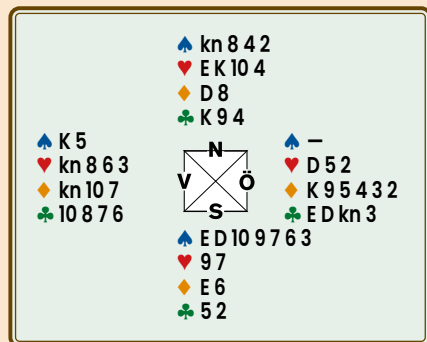 ♠ kn 8 4 2
♥ E K 10 4
♦ D 8
♣ K 9 4
♠ K 5
♥ kn 8 6 3
♦ kn 10 7
♣ 10 8 7 6
N
V Ö
S
♠ –
♥ D 5 2
♦ K 9 5 4 3 2
♣ E D kn 3
♠ E D 10 9 7 6 3
♥ 9 7
♦ E 6
♣ 5 2